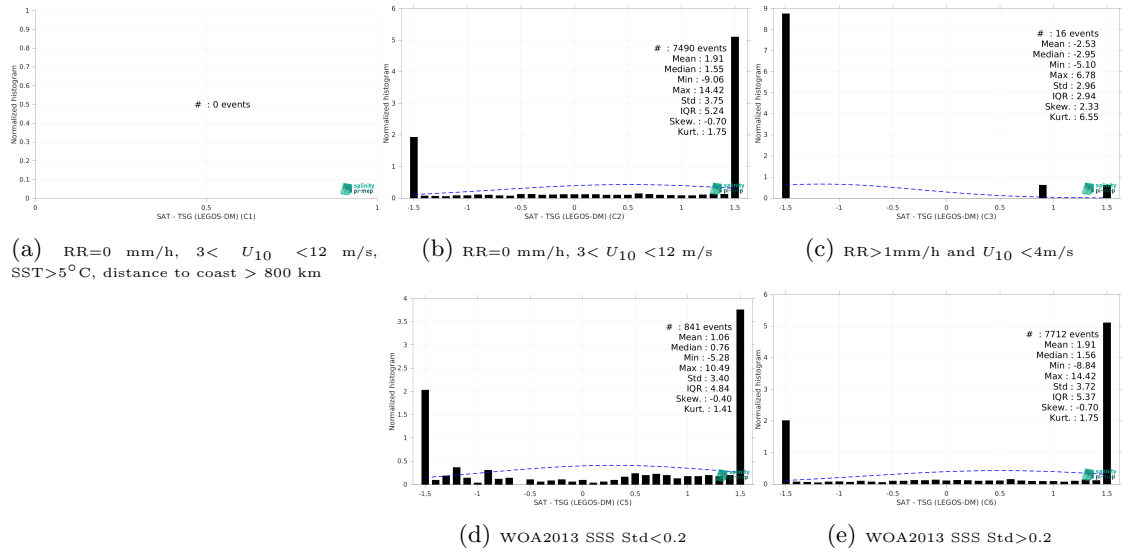 1
0.9
0.8
0.7
0.6
0.5
0.4
0.3
0.2
0.1
0
Normalized histogram
# : 0 events
salinity
pi-mep
0 0.5 1
SAT - TSG (LEGOS-DM) (C1)
(a) RR=0 mm/h, 3< U10 <12 m/s,
SST>5°C, distance to coast > 800 km
6
5
4
3
2
1
0
Normalized histogram
# : 7490 events
Mean : 1.91
Median : 1.55
Min : -9.06
Max : 14.42
Std : 3.75
IQR : 5.24
Skew. : -0.70
Kurt. : 1.75
salinity
pi-mep
-1.5 -1 -0.5 0 0.5 1 1.5
SAT - TSG (LEGOS-DM) (C2)
(b) RR=0 mm/h, 3< U10 <12 m/s
9
8
7
6
5
4
3
2
1
0
Normalized histogram
# : 16 events
Mean : -2.53
Median : -2.95
Min : -5.10
Max : 6.78
Std : 2.96
IQR : 2.94
Skew. : 2.33
Kurt. : 6.55
salinity
pi-mep
-1.5 -1 -0.5 0 0.5 1 1.5
SAT - TSG (LEGOS-DM) (C3)
(c) RR>1mm/h and U10 <4m/s
4
3.5
3
2.5
2
1.5
1
0.5
0
Normalized histogram
# : 841 events
Mean : 1.06
Median : 0.76
Min : -5.28
Max : 10.49
Std : 3.40
IQR : 4.84
Skew. : -0.40
Kurt. : 1.41
salinity
pi-mep
-1.5 -1 -0.5 0 0.5 1 1.5
SAT - TSG (LEGOS-DM) (C5)
(d) WOA2013 SSS Std<0.2
6
5
4
3
2
1
0
Normalized histogram
# : 7712 events
Mean : 1.91
Median : 1.56
Min : -8.84
Max : 14.42
Std : 3.72
IQR : 5.37
Skew. : -0.70
Kurt. : 1.75
salinity
pi-mep
-1.5 -1 -0.5 0 0.5 1 1.5
SAT - TSG (LEGOS-DM) (C6)
(e) WOA2013 SSS Std>0.2